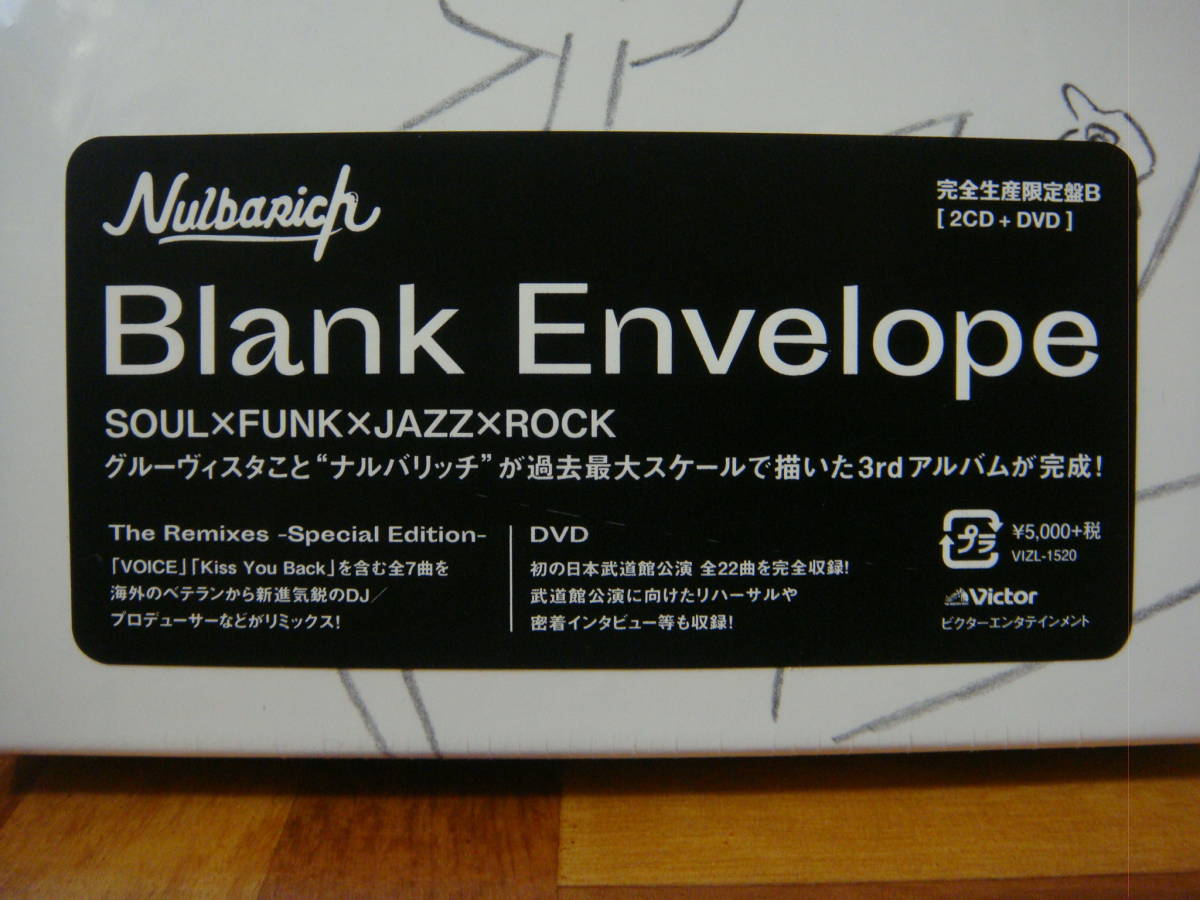 Nulbarich
完全生産限定盤B
[ 2CD + DVD ]
Blank Envelope
SOUL×FUNK×JAZZ×ROCK
グルーヴィスタこと“ナルバリッチ”が過去最大スケールで描いた3rdアルバムが完成!
The Remixes -Special Edition-
「VOICE」「Kiss You Back」を含む全7曲を
海外のベテランから新進気鋭のDJ/
プロデューサーなどがリミックス!
DVD
初の日本武道館公演 全22曲を完全収録!
武道館公演に向けたリハーサルや
密着インタビュー等も収録!
プラ
¥5,000+税
VIZL-1520
Victor
ビクターエンタテインメント